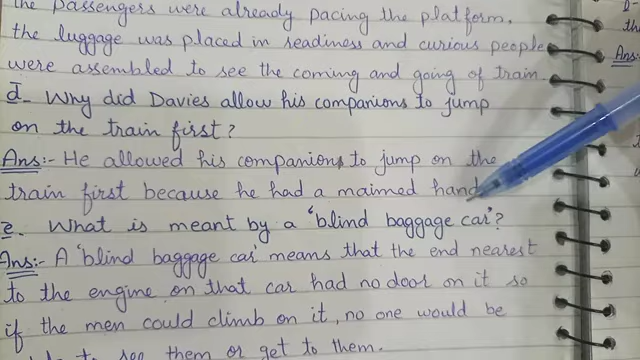 the passengers were already pacing the platform.
the luggage was placed in readiness and curious people
were assembled to see the coming and going of train.
d- Why did Davies allow his companions to jump
on the train first?
Ans:- He allowed his companions to jump on the
train first because he had a maimed hand
e- What is meant by a 'blind baggage car'?
Ans:- A 'blind baggage car' means that the end nearest
to the engine on that car had no door on it so
if the men could climb on it, no one would be
to see them or get to them.
Ans:-